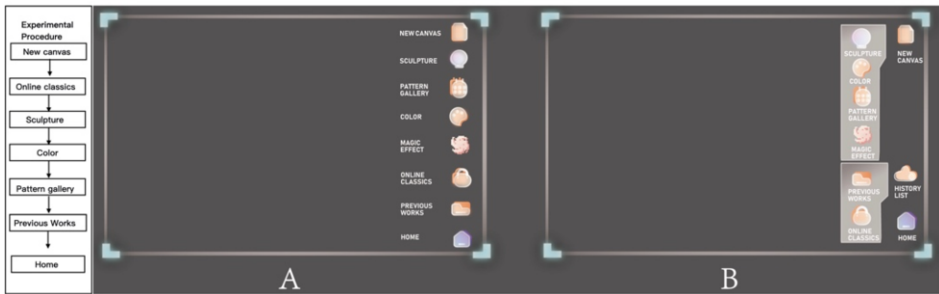 Experimental
Procedure
New canvas
Online classics
Sculpture
Color
Pattern gallery
Previous Works
Home
NEW CANVAS
SCULPTURE
PATTERN
GALLERY
COLOR
MAGIC
EFFECT
ONLINE
CLASSICS
PREVIOUS
WORKS
HOME
A
SCULPTURE
COLOR
PATTERN
GALLERY
MAGIC
EFFECT
PREVIOUS
WORKS
ONLINE
CLASSICS
NEW
CANVAS
HISTORY
LIST
HOME
B